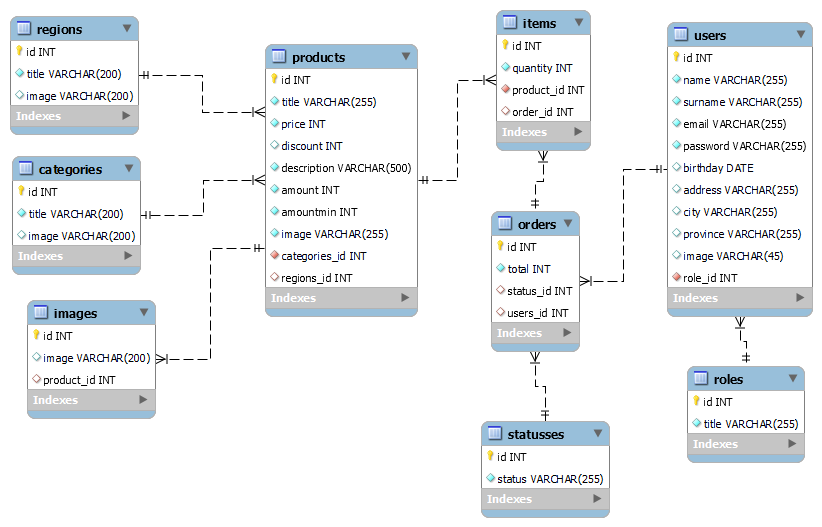 regions
id INT
title VARCHAR(200)
image VARCHAR(200)
Indexes
categories
id INT
title VARCHAR(200)
image VARCHAR(200)
Indexes
images
id INT
image VARCHAR(200)
product_id INT
Indexes
products
id INT
title VARCHAR(255)
price INT
discount INT
description VARCHAR(500)
amount INT
amountmin INT
image VARCHAR(255)
categories_id INT
regions_id INT
Indexes
items
id INT
quantity INT
product_id INT
order_id INT
Indexes
orders
id INT
total INT
status_id INT
users_id INT
Indexes
statusses
id INT
status VARCHAR(255)
Indexes
users
id INT
name VARCHAR(255)
surname VARCHAR(255)
email VARCHAR(255)
password VARCHAR(255)
birthday DATE
address VARCHAR(255)
city VARCHAR(255)
province VARCHAR(255)
image VARCHAR(45)
role_id INT
Indexes
roles
id INT
title VARCHAR(255)
Indexes